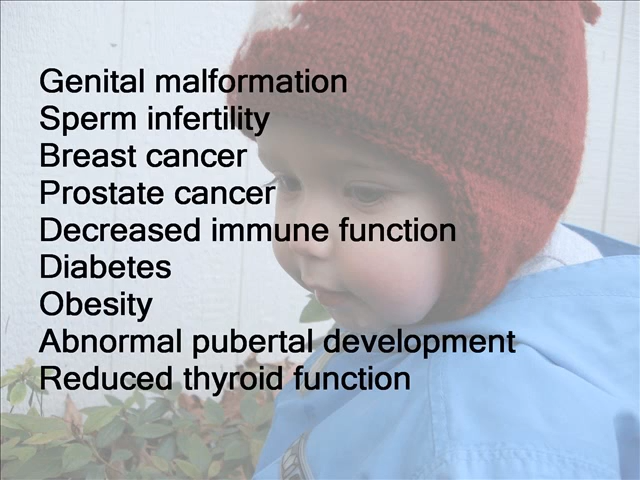 Genital malformation
Sperm infertility
Breast cancer
Prostate cancer
Decreased immune function
Diabetes
Obesity
Abnormal pubertal development
Reduced thyroid function